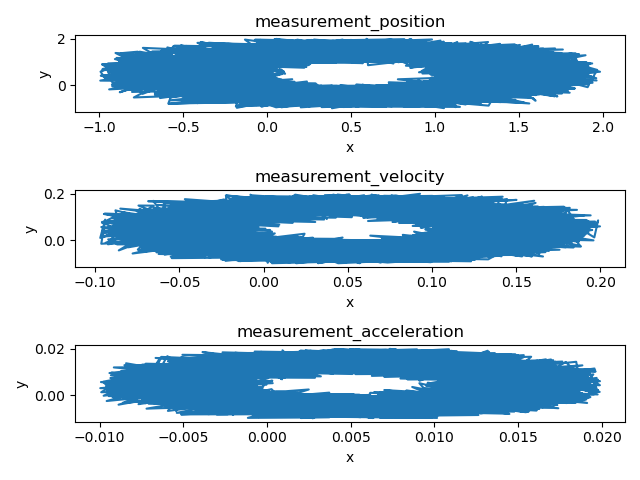 measurement_position
2
0
y
−1.0 −0.5 0.0 0.5 1.0 1.5 2.0
x
measurement_velocity
0.2
0.0
y
−0.10 −0.05 0.00 0.05 0.10 0.15 0.20
x
measurement_acceleration
0.02
0.00
y
−0.010 −0.005 0.000 0.005 0.010 0.015 0.020
x